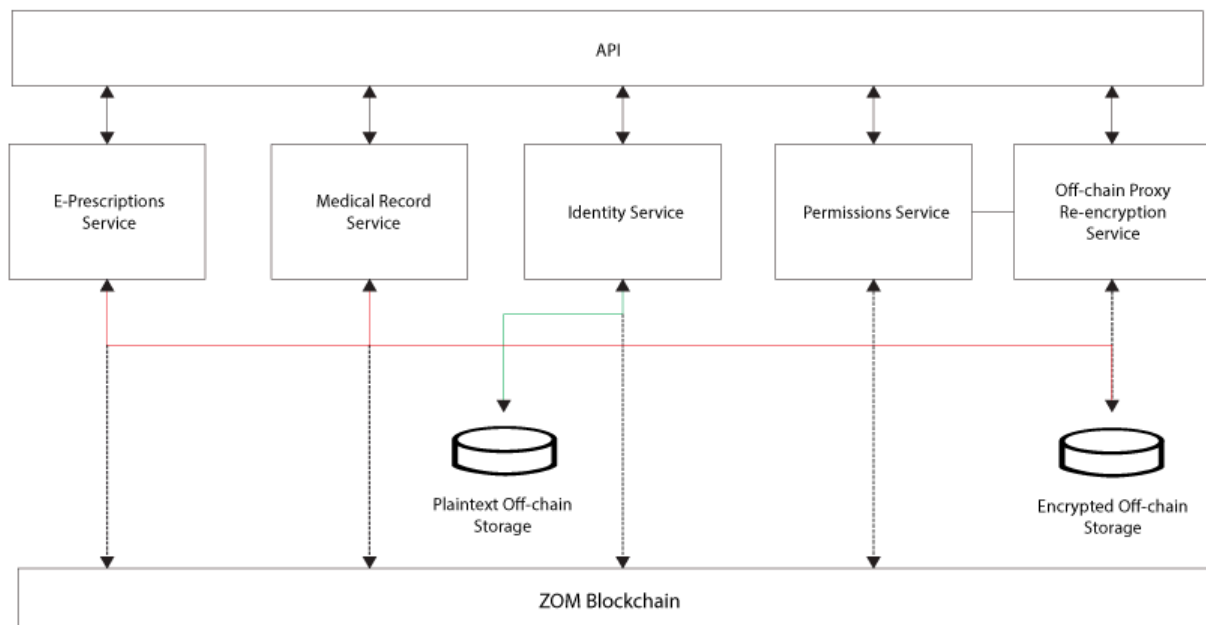 API
E-Prescriptions
Service
Medical Record
Service
Identity Service
Permissions Service
Off-chain Proxy
Re-encryption
Service
Plaintext Off-chain
Storage
Encrypted Off-chain
Storage
ZOM Blockchain